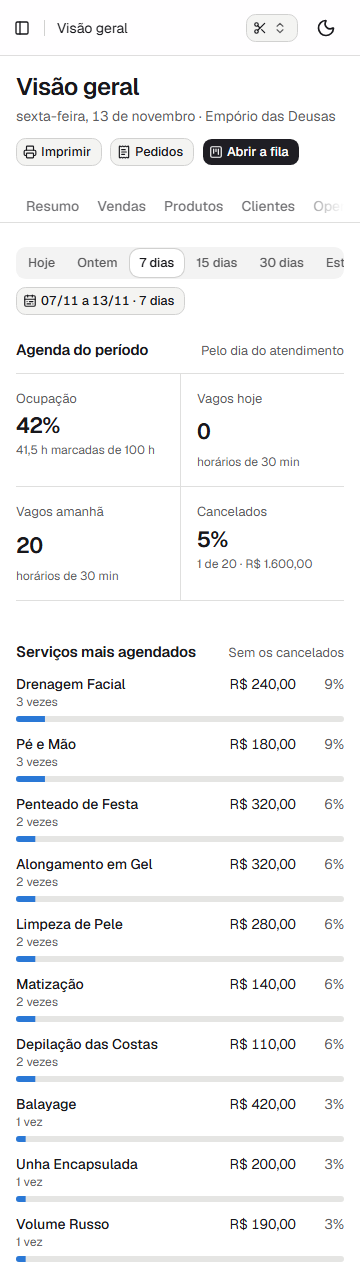 Visão geral
Visão geral
sexta-feira, 13 de novembro · Empório das Deusas
Imprimir Pedidos Abrir a fila
Resumo Vendas Produtos Clientes Ope
Hoje Ontem 7 dias 15 dias 30 dias Est
07/11 a 13/11 · 7 dias
Agenda do período Pelo dia do atendimento
Ocupação Vagos hoje
42% 0
41,5 h marcadas de 100 h horários de 30 min
Vagos amanhã Cancelados
20 5%
horários de 30 min 1 de 20 · R$ 1.600,00
Serviços mais agendados Sem os cancelados
Drenagem Facial R$ 240,00 9%
3 vezes
Pé e Mão R$ 180,00 9%
3 vezes
Penteado de Festa R$ 320,00 6%
2 vezes
Alongamento em Gel R$ 320,00 6%
2 vezes
Limpeza de Pele R$ 280,00 6%
2 vezes
Matização R$ 140,00 6%
2 vezes
Depilação das Costas R$ 110,00 6%
2 vezes
Balayage R$ 420,00 3%
1 vez
Unha Encapsulada R$ 200,00 3%
1 vez
Volume Russo R$ 190,00 3%
1 vez